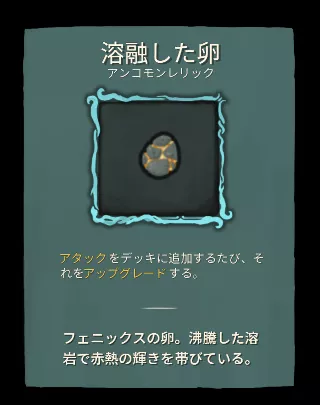 溶融した卵
アンコモンレリック
アタックをデッキに追加するたび、そ
れをアップグレードする。
フェニックスの卵。沸騰した溶
岩で赤熱の輝きを帯びている。